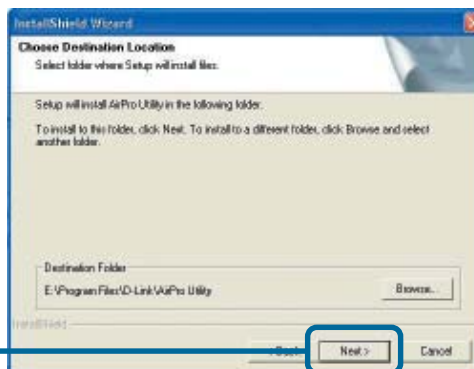 InstallShield Wizard
Choose Destination Location
Select folder where Setup will install files.
Setup will install AirPro Utility in the following folder.
To install to this folder, click Next. To install to a different folder, click Browse and select
another folder.
Destination Folder
E:\Program Files\D-Link\AirPro Utility
Browse...
InstallShield
< Back
Next >
Cancel